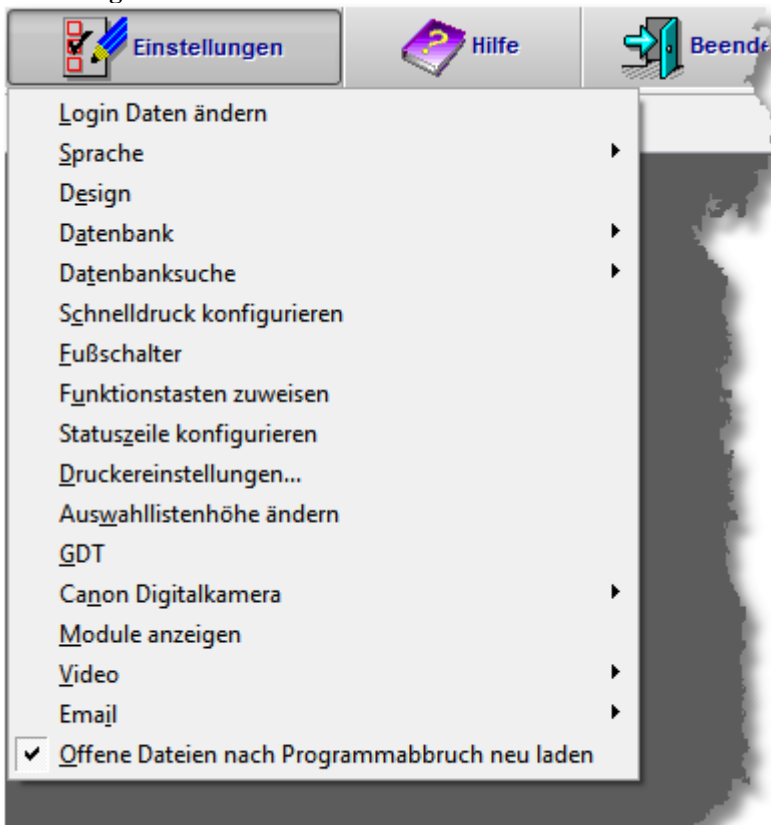 Einstellungen Hilfe
Login Daten ändern
Sprache
Design
Datenbank
Datenbanksuche
Schnelldruck konfigurieren
Fußschalter
Funktionstasten zuweisen
Statuszeile konfigurieren
Druckereinstellungen...
Auswahllistenhöhe ändern
GDT
Canon Digitalkamera
Module anzeigen
Video
Email
Offene Dateien nach Programmabbruch neu laden